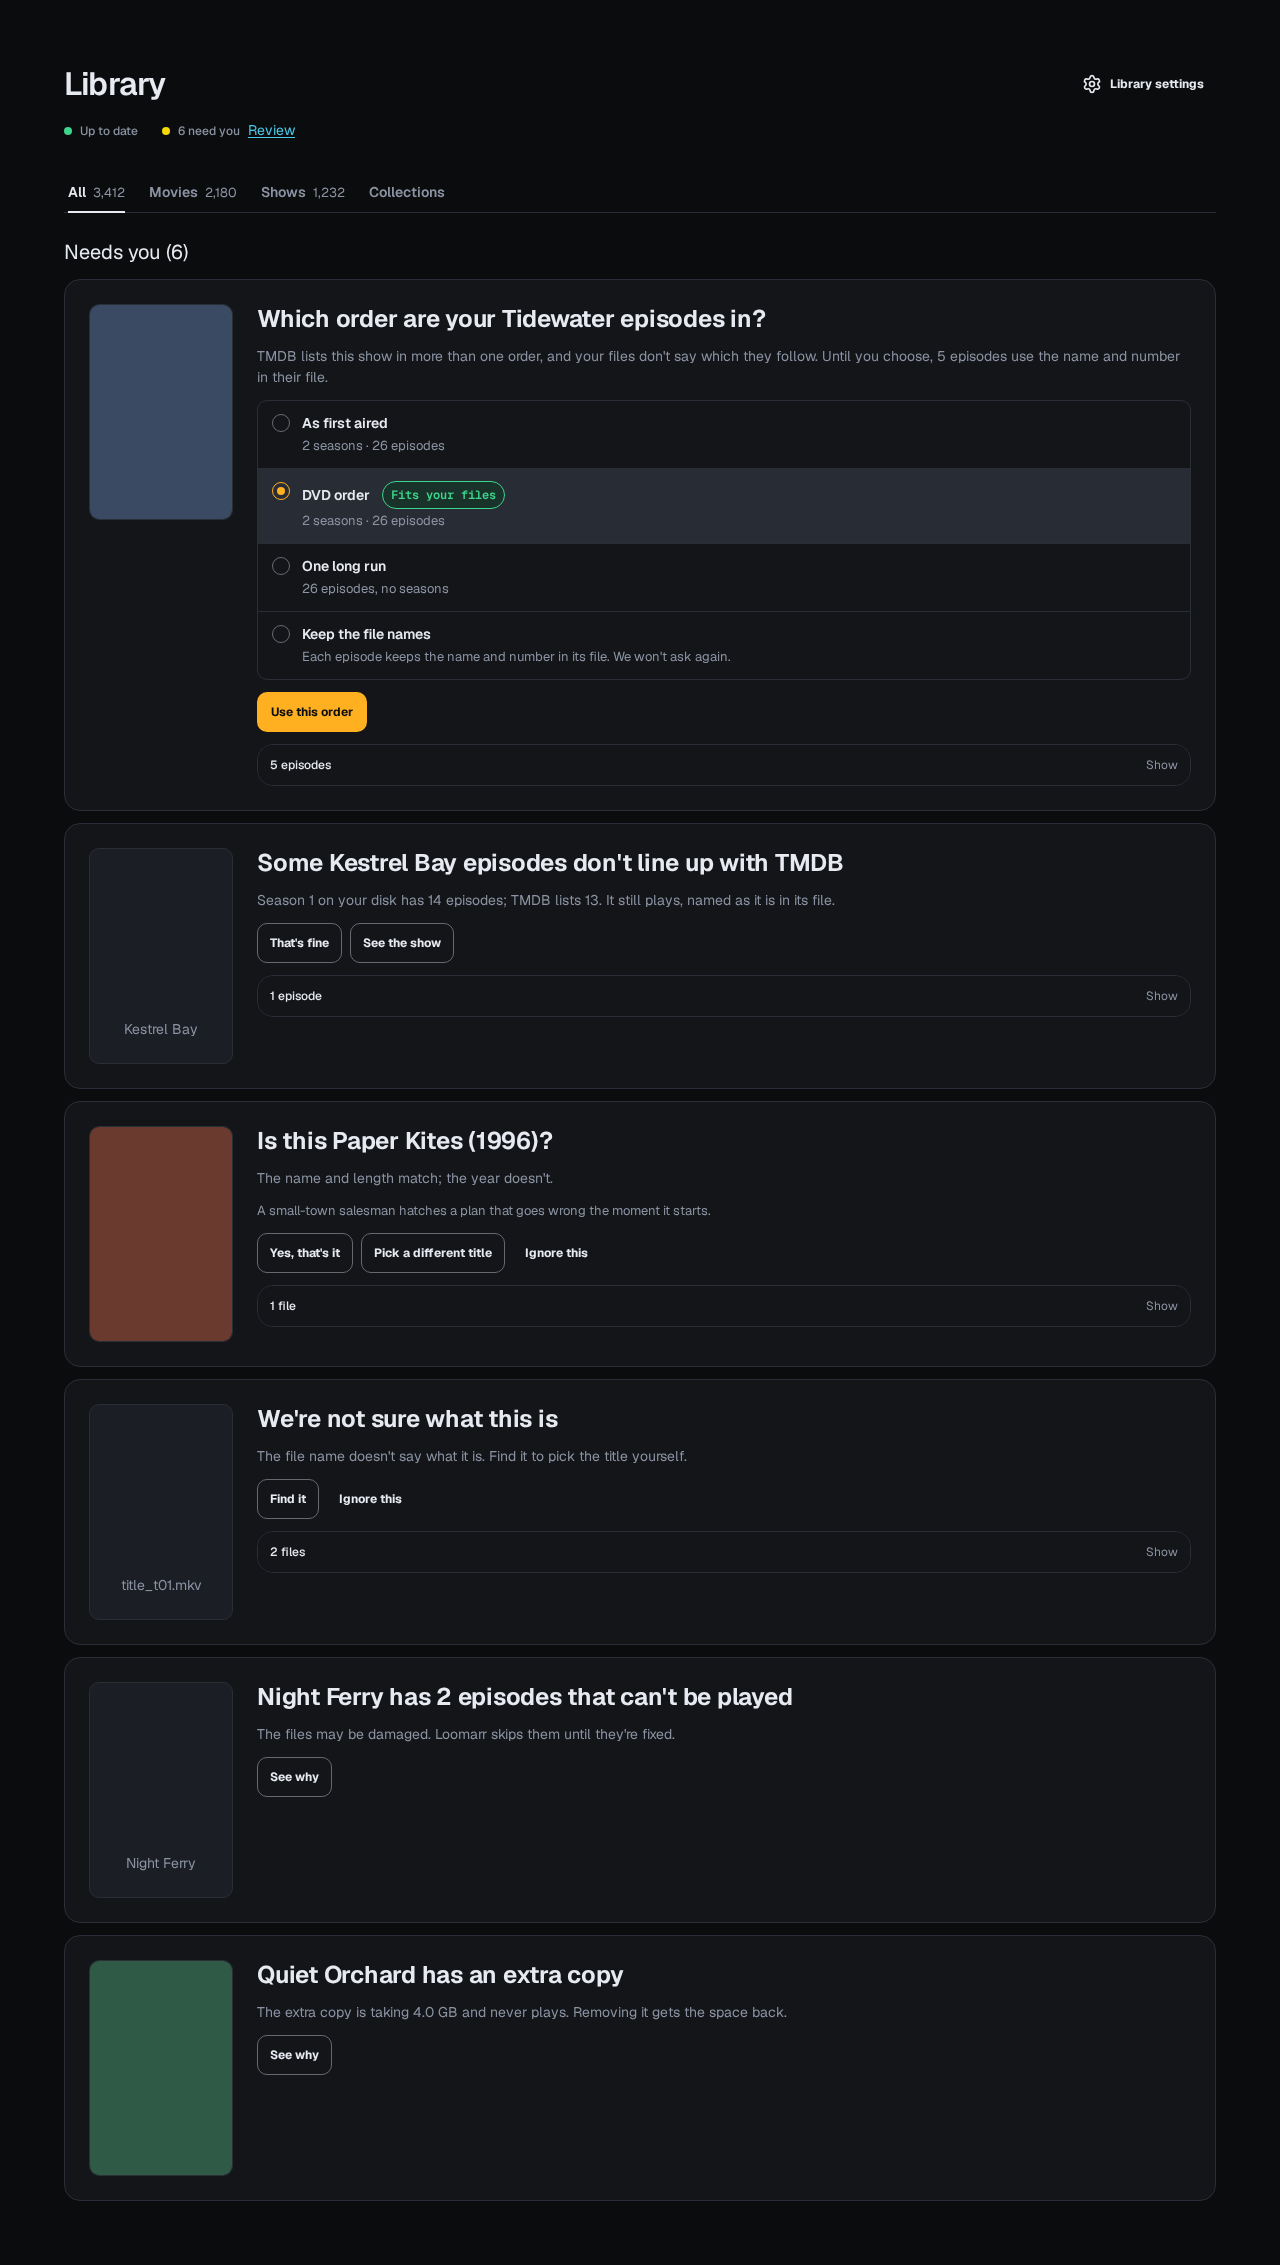 Library
Library settings
Up to date
6 need you Review
All 3,412
Movies 2,180
Shows 1,232
Collections
Needs you (6)
Which order are your Tidewater episodes in?
TMDB lists this show in more than one order, and your files don't say which they follow. Until you choose, 5 episodes use the name and number
in their file.
As first aired
2 seasons · 26 episodes
DVD order Fits your files
2 seasons · 26 episodes
One long run
26 episodes, no seasons
Keep the file names
Each episode keeps the name and number in its file. We won't ask again.
Use this order
5 episodes Show
Some Kestrel Bay episodes don't line up with TMDB
Season 1 on your disk has 14 episodes; TMDB lists 13. It still plays, named as it is in its file.
That's fine
See the show
1 episode Show
Kestrel Bay
Is this Paper Kites (1996)?
The name and length match; the year doesn't.
A small-town salesman hatches a plan that goes wrong the moment it starts.
Yes, that's it
Pick a different title
Ignore this
1 file Show
We're not sure what this is
The file name doesn't say what it is. Find it to pick the title yourself.
Find it
Ignore this
2 files Show
title_t01.mkv
Night Ferry has 2 episodes that can't be played
The files may be damaged. Loomarr skips them until they're fixed.
See why
Night Ferry
Quiet Orchard has an extra copy
The extra copy is taking 4.0 GB and never plays. Removing it gets the space back.
See why